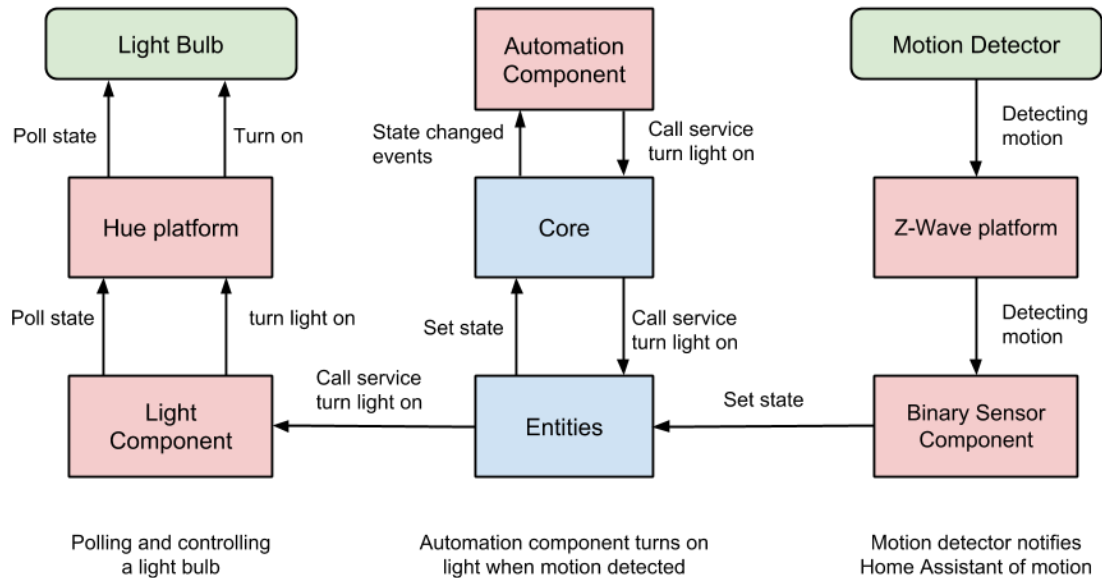 Light Bulb
Automation
Component
Motion Detector
Poll state
Turn on
State changed
events
Call service
turn light on
Detecting
motion
Hue platform
Core
Z-Wave platform
Poll state
turn light on
Set state
Call service
turn light on
Detecting
motion
Light
Component
Call service
turn light on
Entities
Set state
Binary Sensor
Component
Polling and controlling
a light bulb
Automation component turns on
light when motion detected
Motion detector notifies
Home Assistant of motion